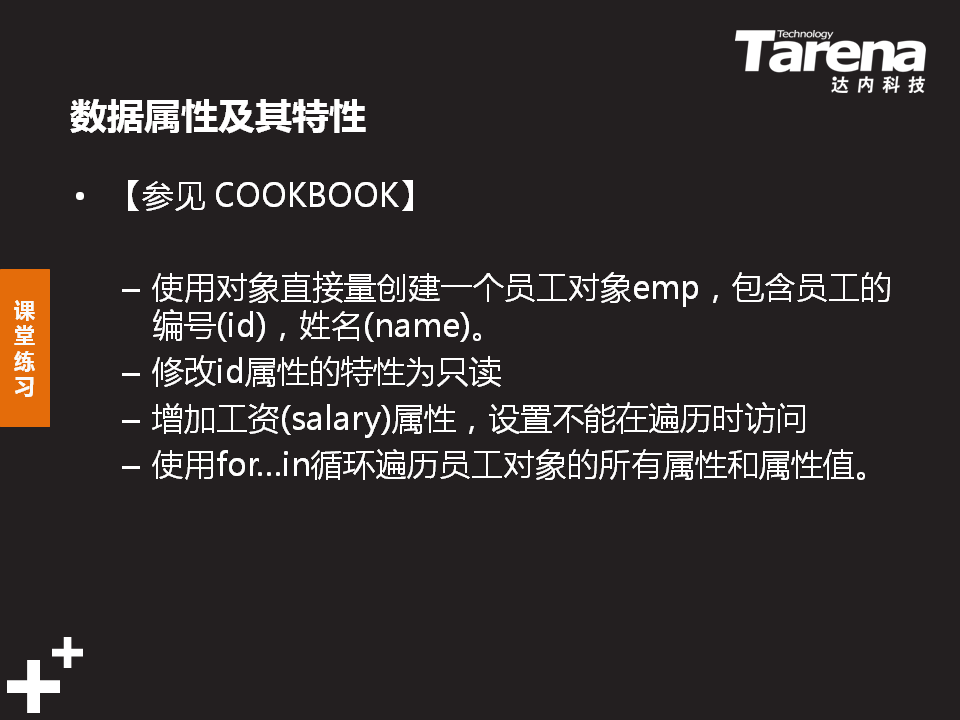 Technology
Tarena
达内科技
数据属性及其特性
• 【参见 COOKBOOK】
– 使用对象直接量创建一个员工对象emp，包含员工的
编号(id)，姓名(name)。
– 修改id属性的特性为只读
– 增加工资(salary)属性，设置不能在遍历时访问
– 使用for…in循环遍历员工对象的所有属性和属性值。
课
堂
练
习